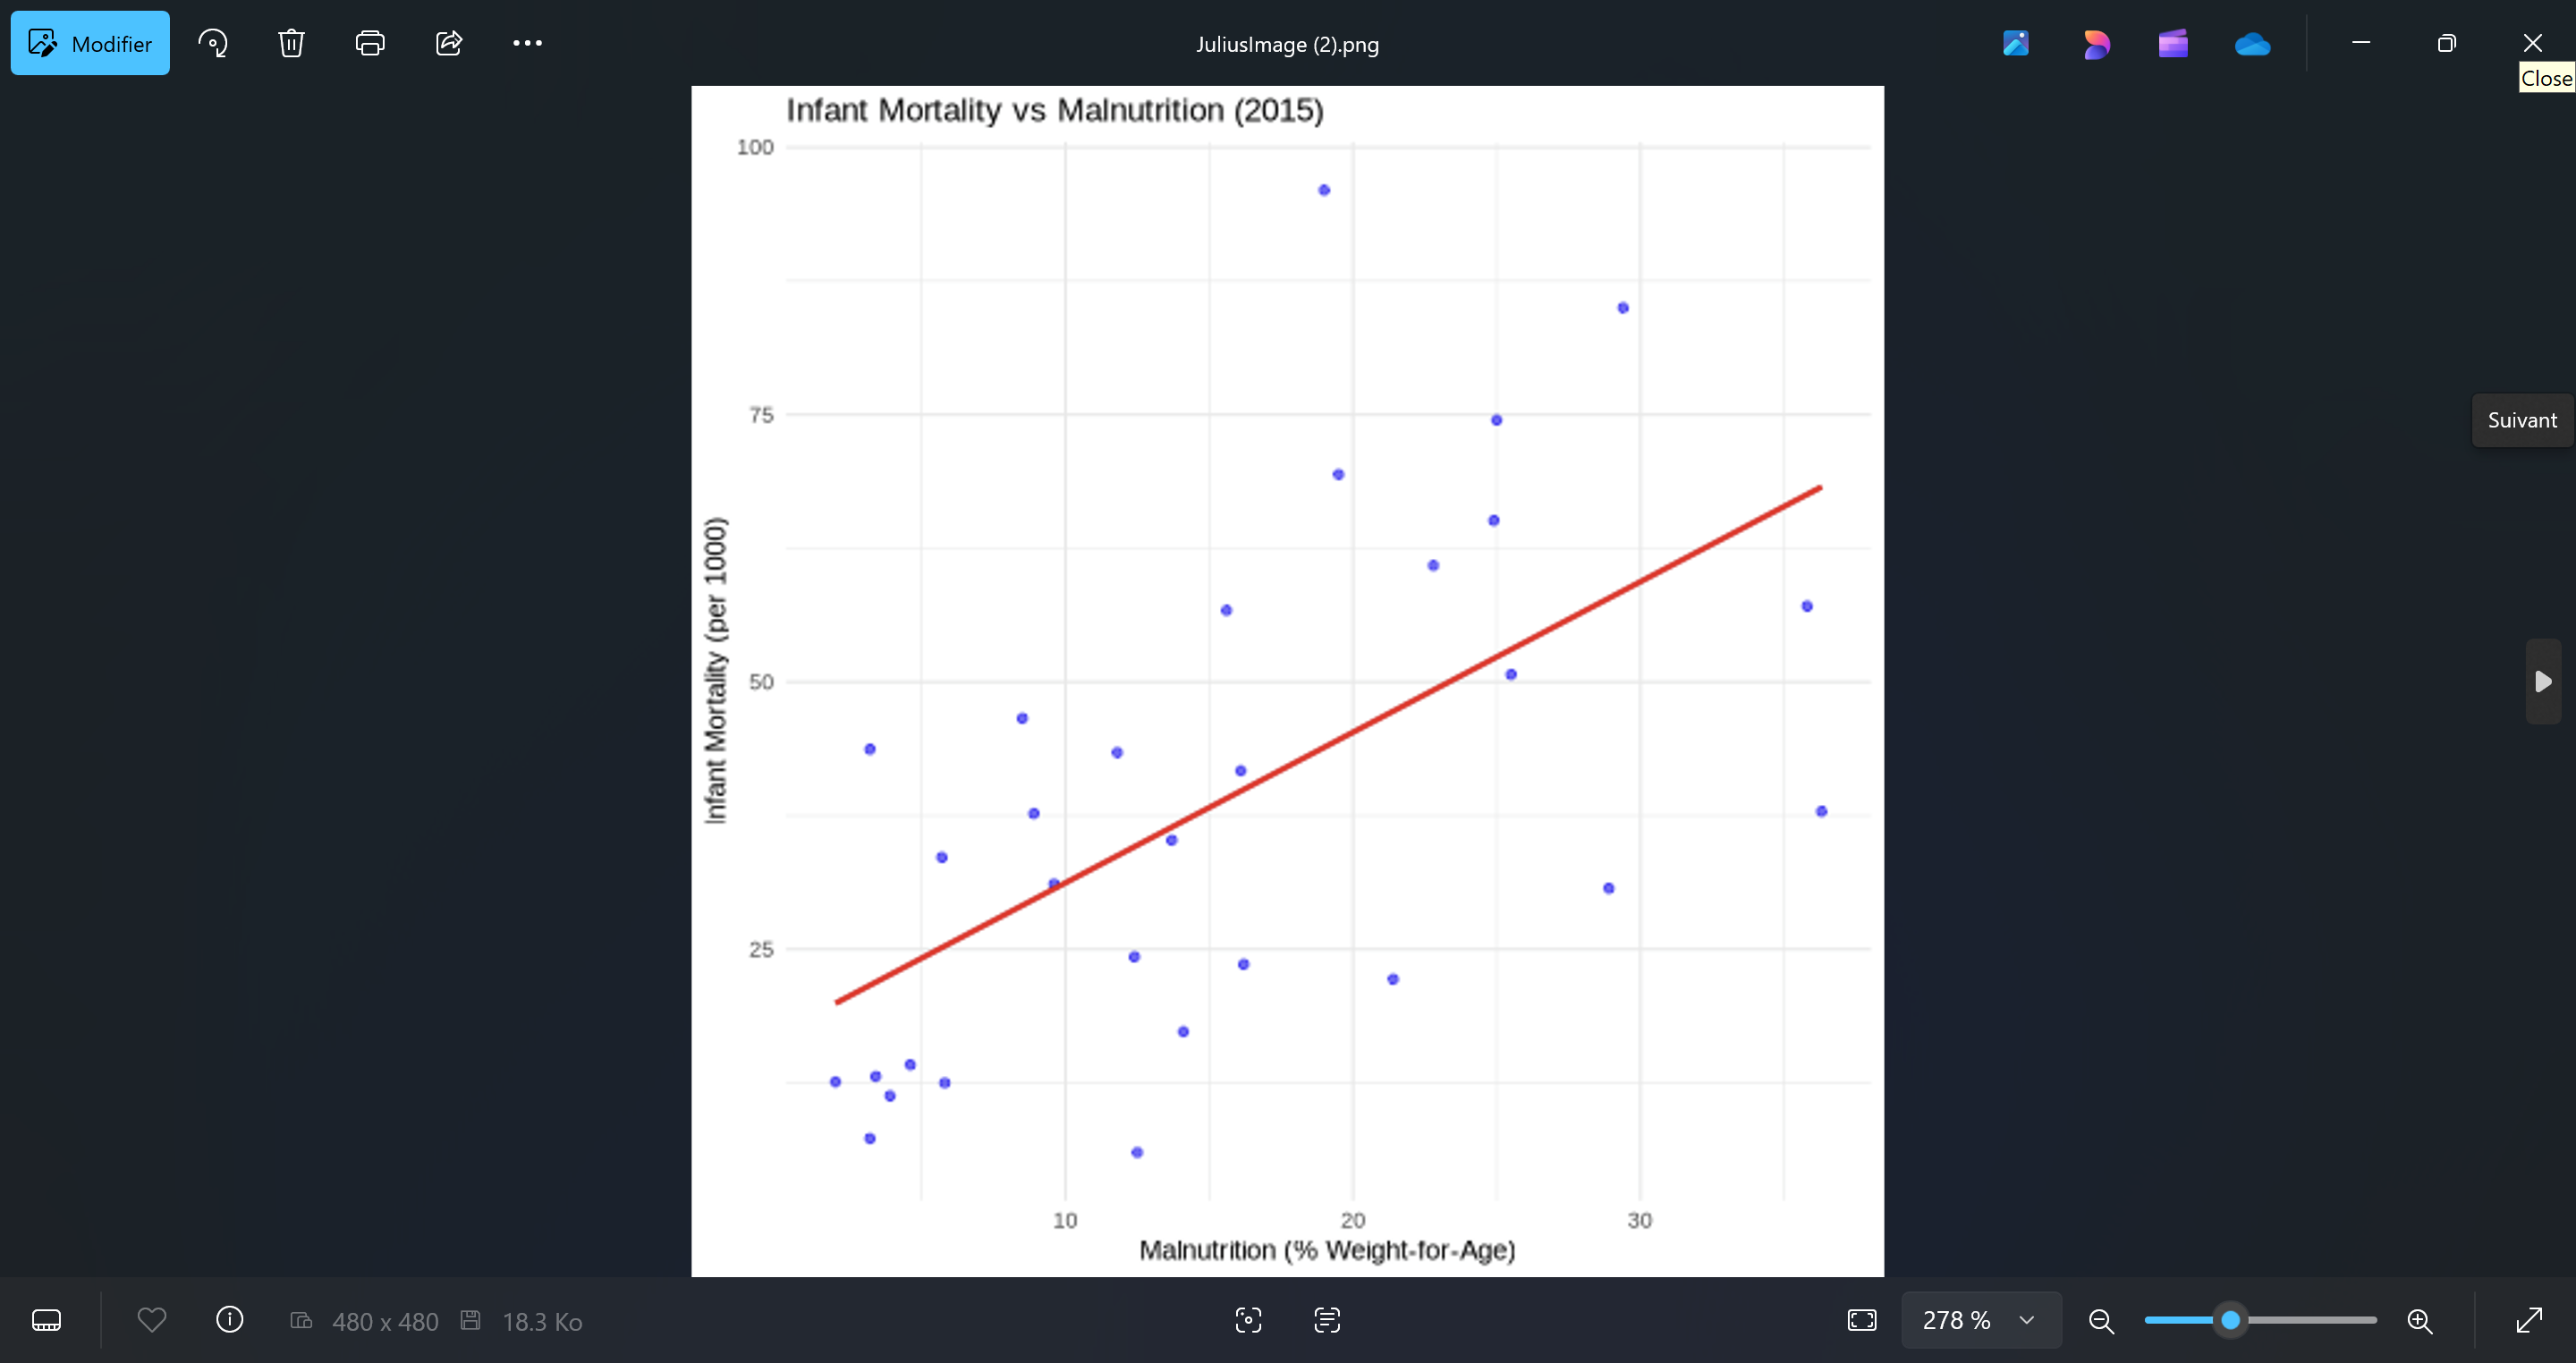 Modifier
JuliusImage (2).png
Close
Infant Mortality vs Malnutrition (2015)
100
75
50
25
Infant Mortality (per 1000)
10 20 30
Malnutrition (% Weight-for-Age)
Suivant
480 x 480 18.3 Ko
278 %